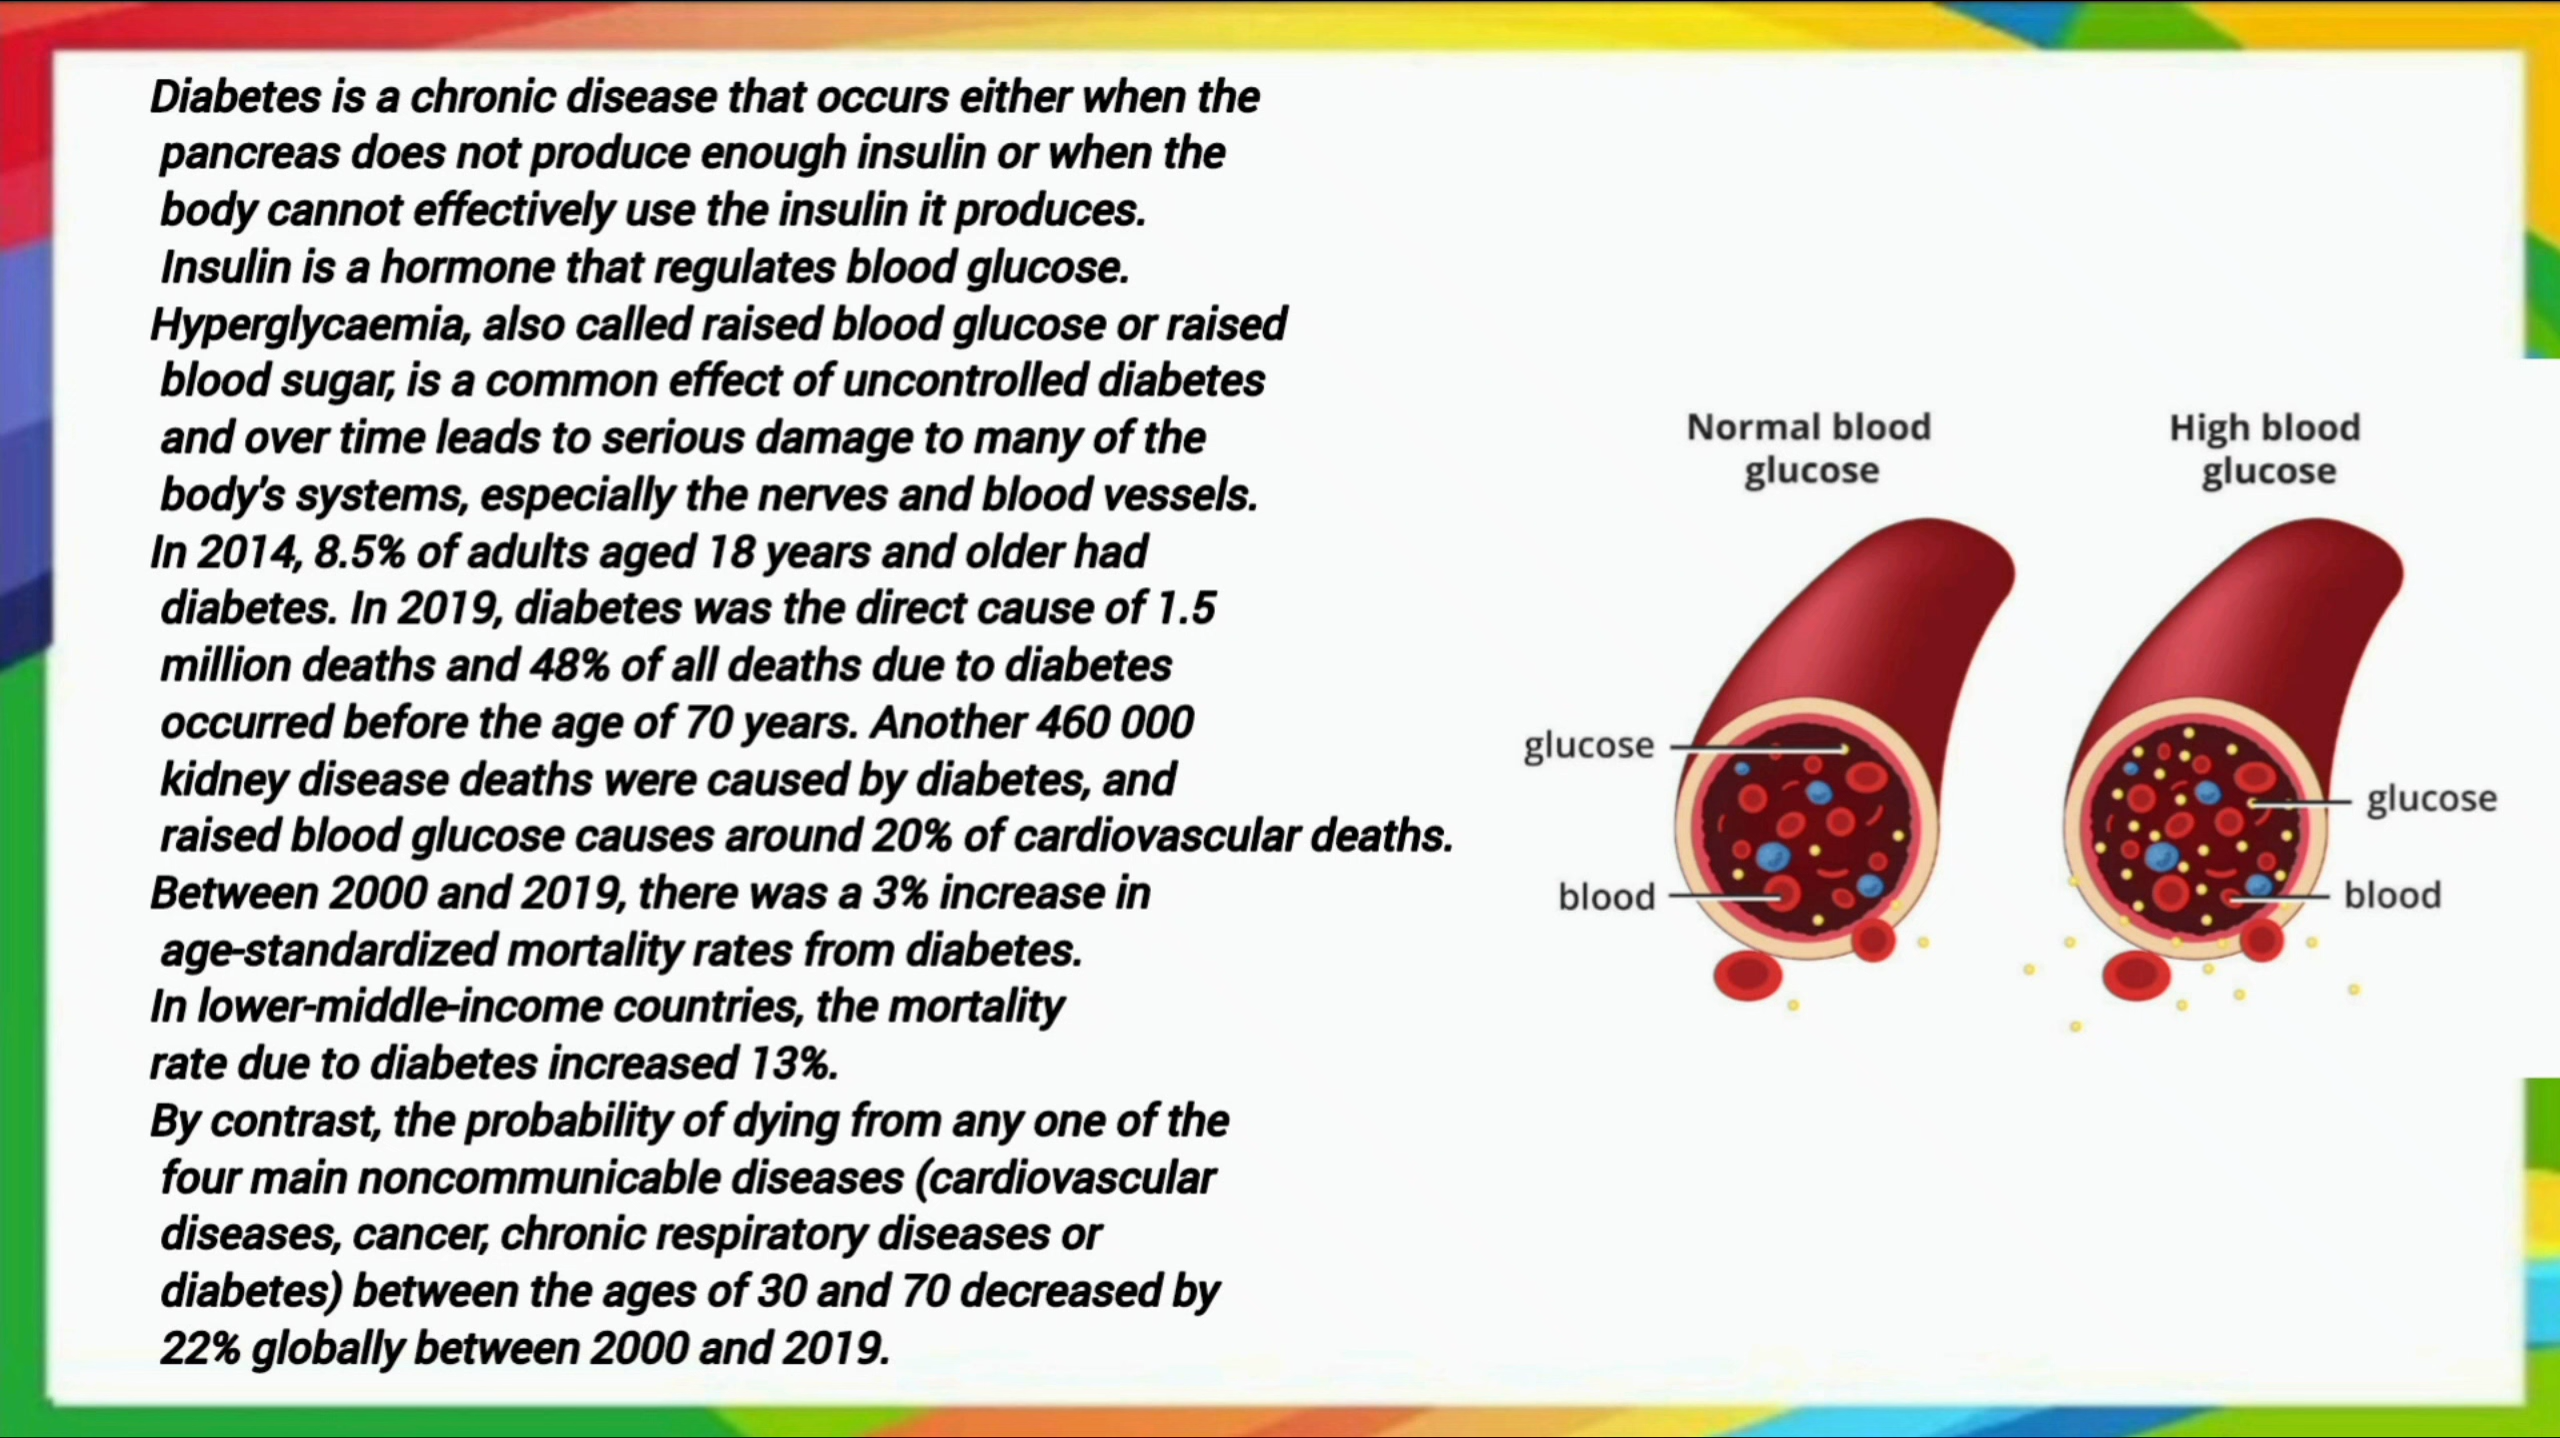 Diabetes is a chronic disease that occurs either when the
pancreas does not produce enough insulin or when the
body cannot effectively use the insulin it produces.
Insulin is a hormone that regulates blood glucose.
Hyperglycaemia, also called raised blood glucose or raised
blood sugar, is a common effect of uncontrolled diabetes
and over time leads to serious damage to many of the
body's systems, especially the nerves and blood vessels.
In 2014, 8.5% of adults aged 18 years and older had
diabetes. In 2019, diabetes was the direct cause of 1.5
million deaths and 48% of all deaths due to diabetes
occurred before the age of 70 years. Another 460 000
kidney disease deaths were caused by diabetes, and
raised blood glucose causes around 20% of cardiovascular deaths.
Between 2000 and 2019, there was a 3% increase in
age-standardized mortality rates from diabetes.
In lower-middle-income countries, the mortality
rate due to diabetes increased 13%.
By contrast, the probability of dying from any one of the
four main noncommunicable diseases (cardiovascular
diseases, cancer, chronic respiratory diseases or
diabetes) between the ages of 30 and 70 decreased by
22% globally between 2000 and 2019.
Normal blood
glucose
glucose
blood
High blood
glucose
glucose
blood